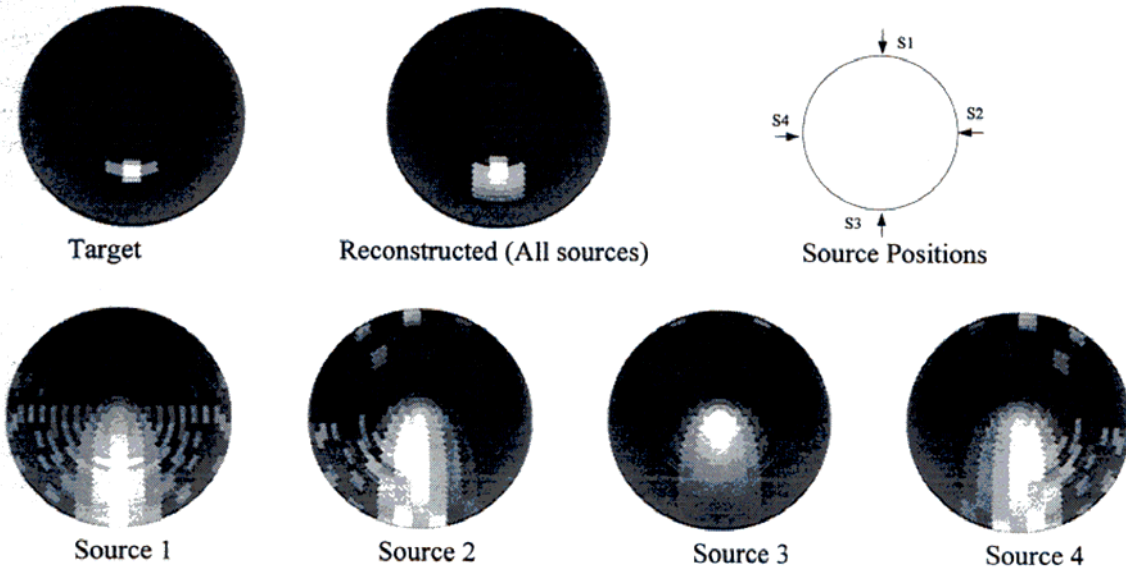 S1
S4
S2
S3
Target
Reconstructed (All sources)
Source Positions
Source 1
Source 2
Source 3
Source 4